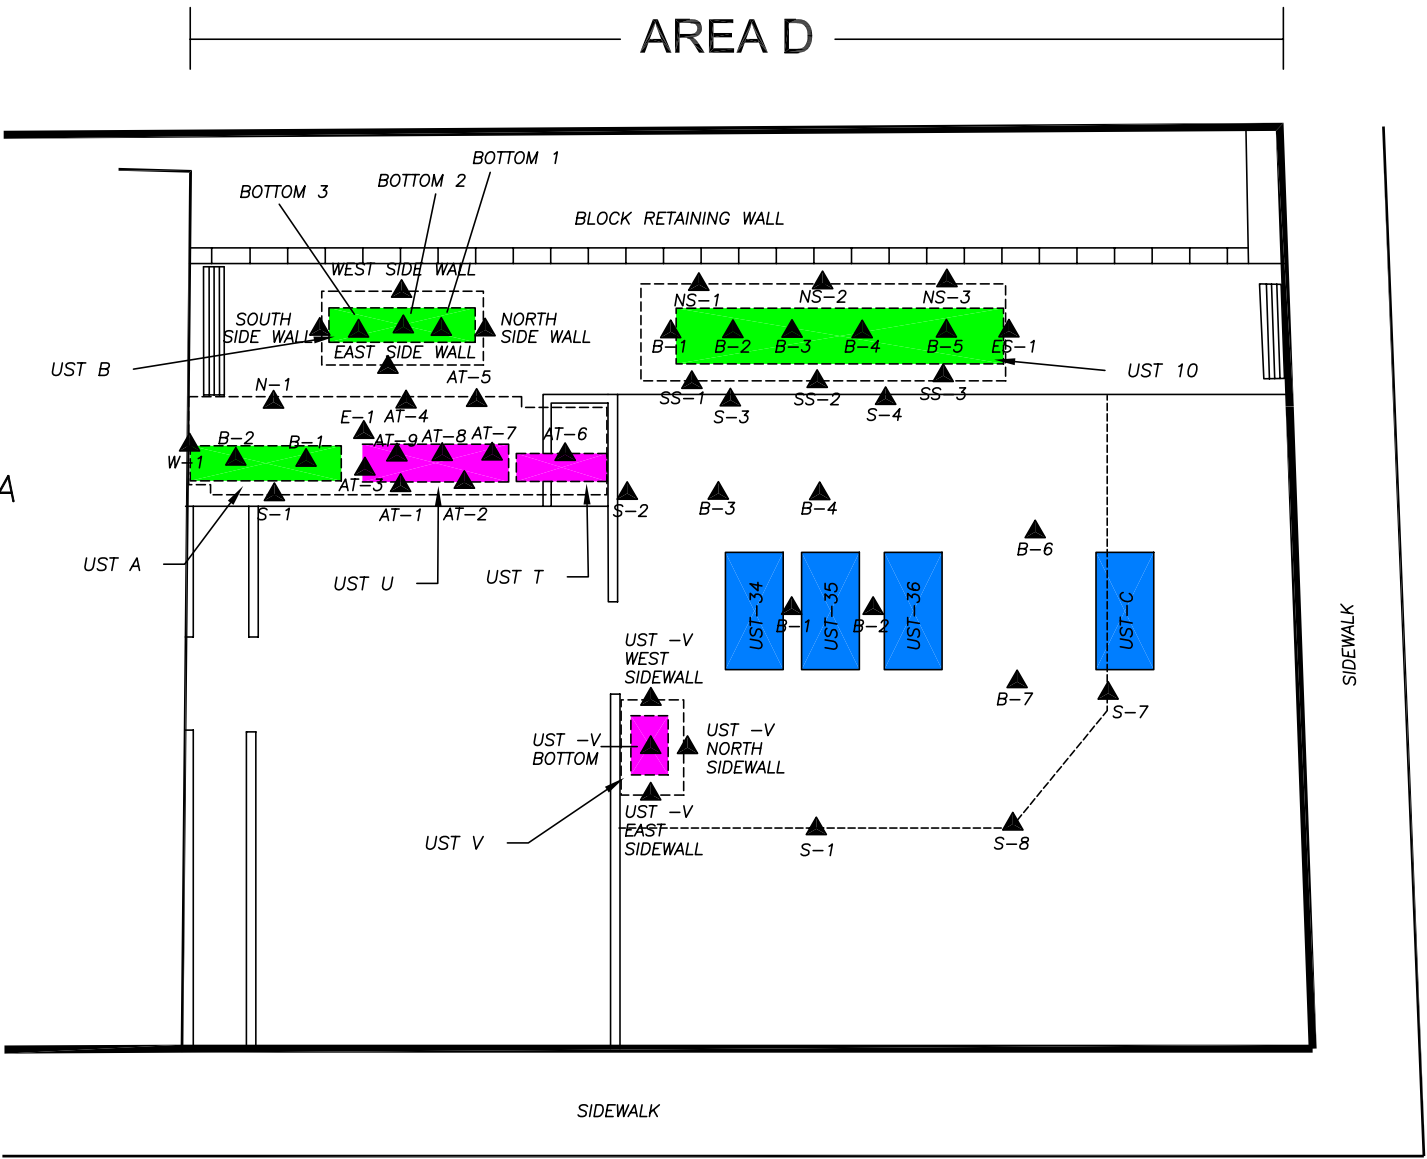 AREA D
BOTTOM 1
BOTTOM 2
BOTTOM 3
BLOCK RETAINING WALL
WEST SIDE WALL
NS-1
NS-2
NS-3
SOUTH
SIDE WALL
NORTH
SIDE WALL
B-1
B-2
B-3
B-4
B-5
ES-1
EAST SIDE WALL
UST B
UST 10
N-1
AT-5
SS-1
SS-2
SS-3
E-1
AT-4
S-3
S-4
B-2
B-1
AT-9
AT-8
AT-7
AT-6
W-1
A
AT-3
S-1
AT-1
AT-2
S-2
B-3
B-4
B-6
UST A
UST U
UST T
UST-34
UST-35
UST-36
UST-C
B-1
B-2
SIDEWALK
UST -V
WEST
SIDEWALL
B-7
S-7
UST -V
BOTTOM
UST -V
NORTH
SIDEWALL
UST -V
EAST
SIDEWALL
UST V
S-1
S-8
SIDEWALK